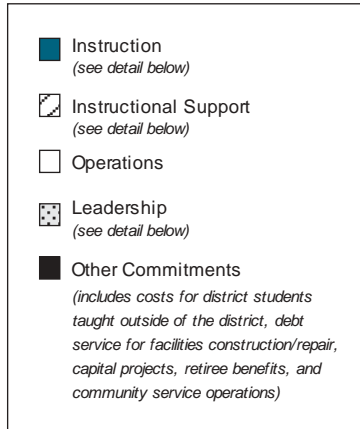 Instruction
(see detail below)
Instructional Support
(see detail below)
Operations
Leadership
(see detail below)
Other Commitments
(includes costs for district students
taught outside of the district, debt
service for facilities construction/repair,
capital projects, retiree benefits, and
community service operations)